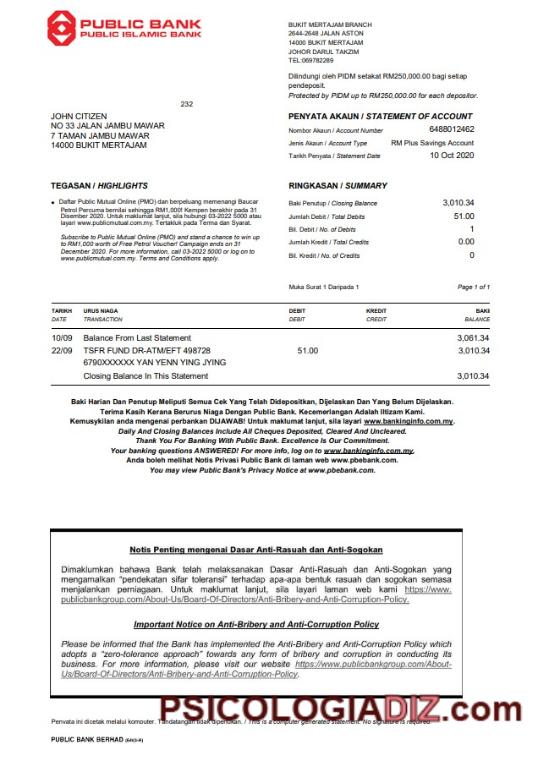 PUBLIC BANK
PUBLIC ISLAMIC BANK
BUKIT MERTAJAM BRANCH
2644-2648 JALAN ASTON
14000 BUKIT MERTAJAM
JOHOR DARUL TAKZIM
TEL:069782289
Dilindungi oleh PIDM setakat RM250,000.00 bagi setiap
pendeposit.
Protected by PIDM up to RM250,000.00 for each depositor.
232
JOHN CITIZEN
NO 33 JALAN JAMBU MAWAR
7 TAMAN JAMBU MAWAR
14000 BUKIT MERTAJAM
PENYATA AKAUN / STATEMENT OF ACCOUNT
Nombor Akaun / Account Number 6488012462
Jenis Akaun / Account Type RM Plus Savings Account
Tarikh Penyata / Statement Date 10 Oct 2020
TEGASAN / HIGHLIGHTS
• Daftar Public Mutual Online (PMO) dan berpeluang memenangi Baucar
Petrol Percuma bernilai sehingga RM1,000! Kempen berakhir pada 31
Disember 2020. Untuk maklumat lanjut, sila hubungi 03-2022 5000 atau
layari www.publicmutual.com.my. Tertakluk pada Terma dan Syarat.
Subscribe to Public Mutual Online (PMO) and stand a chance to win up
to RM1,000 worth of Free Petrol Voucher! Campaign ends on 31
December 2020. For more information, call 03-2022 5000 or log on to
www.publicmutual.com.my. Terms and Conditions apply.
RINGKASAN / SUMMARY
Baki Penutup / Closing Balance 3,010.34
Jumlah Debit / Total Debits 51.00
Bil. Debit / No. of Debits 1
Jumlah Kredit / Total Credits 0.00
Bil. Kredit / No. of Credits 0
Muka Surat 1 Daripada 1 Page 1 of 1
TARIKH URUS NIAGA DEBIT KREDIT BAKI
DATE TRANSACTION DEBIT CREDIT BALANCE
10/09 Balance From Last Statement 3,061.34
22/09 TSFR FUND DR-ATM/EFT 498728 51.00 3,010.34
6790XXXXXX YAN YENN YING JYING
Closing Balance In This Statement 3,010.34
Baki Harian Dan Penutup Meliputi Semua Cek Yang Telah Didepositkan, Dijelaskan Dan Yang Belum Dijelaskan.
Terima Kasih Kerana Berurus Niaga Dengan Public Bank. Kecemerlangan Adalah Iltizam Kami.
Kemusykilan anda mengenai perbankan DIJAWAB! Untuk maklumat lanjut, sila layari www.bankinginfo.com.my.
Daily And Closing Balances Include All Cheques Deposited, Cleared And Uncleared.
Thank You For Banking With Public Bank. Excellence Is Our Commitment.
Your banking questions ANSWERED! For more info, log on to www.bankinginfo.com.my.
Anda boleh melihat Notis Privasi Public Bank di laman web www.pbebank.com.
You may view Public Bank's Privacy Notice at www.pbebank.com.
Notis Penting mengenai Dasar Anti-Rasuah dan Anti-Sogokan
Dimaklumkan bahawa Bank telah melaksanakan Dasar Anti-Rasuah dan Anti-Sogokan yang
mengamalkan "pendekatan sifar toleransi" terhadap apa-apa bentuk rasuah dan sogokan semasa
menjalankan perniagaan. Untuk maklumat lanjut, sila layari laman web kami https://www.
publicbankgroup.com/About-Us/Board-Of-Directors/Anti-Bribery-and-Anti-Corruption-Policy.
Important Notice on Anti-Bribery and Anti-Corruption Policy
Please be informed that the Bank has implemented the Anti-Bribery and Anti-Corruption Policy which
adopts a "zero-tolerance approach" towards any form of bribery and corruption in conducting its
business. For more information, please visit our website https://www.publicbankgroup.com/About-
Us/Board-Of-Directors/Anti-Bribery-and-Anti-Corruption-Policy.
PSICOLOGIADIZ.com
Penyata ini dicetak melalui komputer. Tandatangan tidak diperlukan. / This is a computer generated statement. No signature is required.
PUBLIC BANK BERHAD (6463-H)